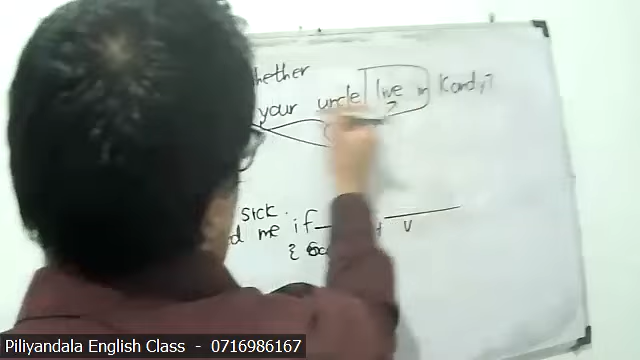 whether
your uncle live in Kandy?
sick.
me if
v
Piliyandala English Class - 0716986167